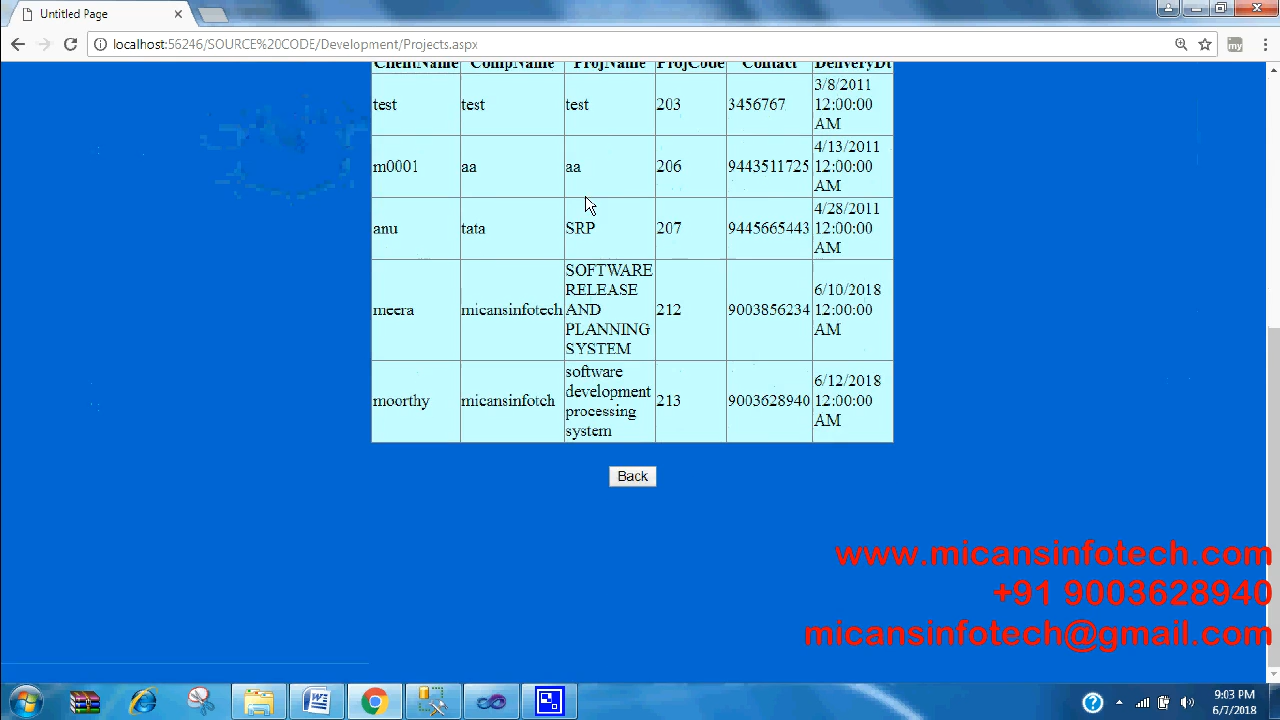 Untitled Page
localhost:56246/SOURCE%20CODE/Development/Projects.aspx
my
ClientName CompName ProjName ProjCode Contact DeliveryDt
test test test 203 3456767 3/8/2011 12:00:00 AM
m0001 aa aa 206 9443511725 4/13/2011 12:00:00 AM
anu tata SRP 207 9445665443 4/28/2011 12:00:00 AM
meera micansinfotech SOFTWARE RELEASE AND PLANNING SYSTEM 212 9003856234 6/10/2018 12:00:00 AM
moorthy micansinfotch software development processing system 213 9003628940 6/12/2018 12:00:00 AM
Back
www.micansinfotech.com
+91 9003628940
micansinfotech@gmail.com
9:03 PM
6/7/2018